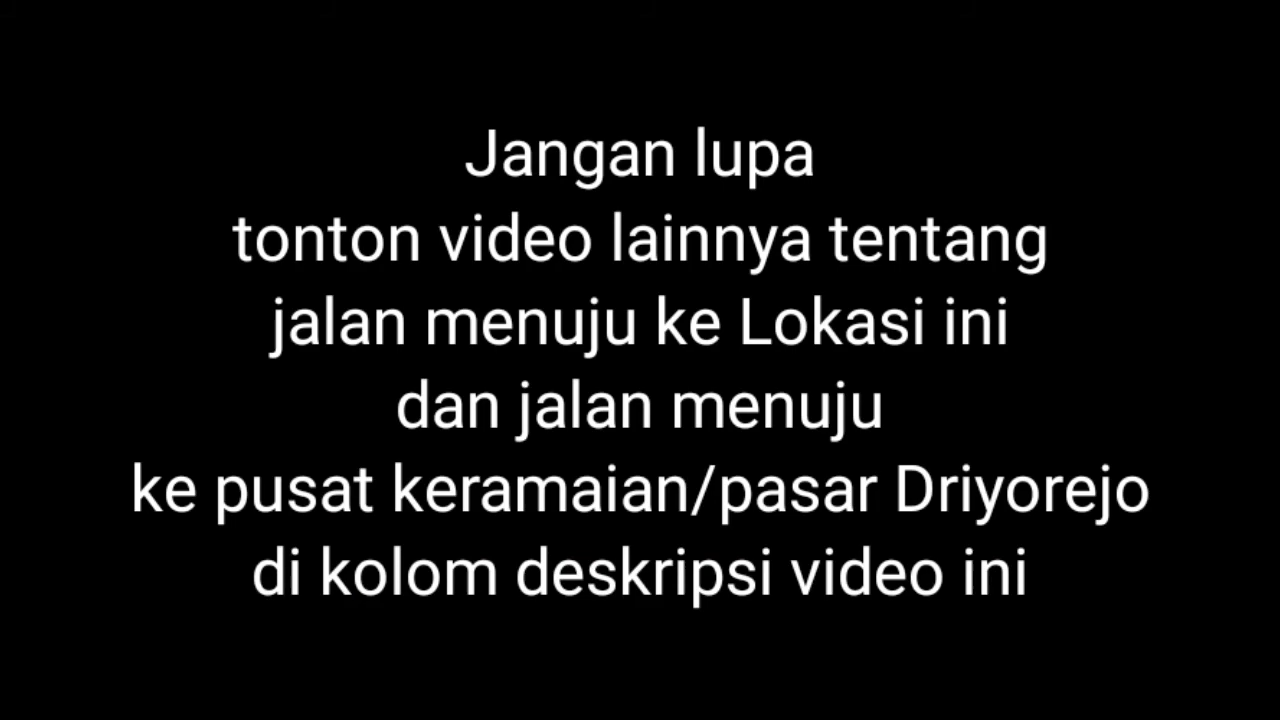 Jangan lupa
tonton video lainnya tentang
jalan menuju ke Lokasi ini
dan jalan menuju
ke pusat keramaian/pasar Driyorejo
di kolom deskripsi video ini